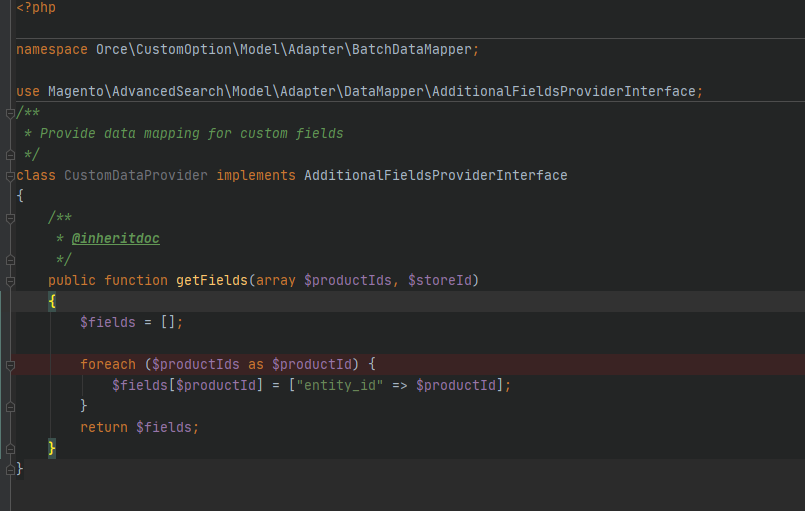 <?php
namespace Orce\CustomOption\Model\Adapter\BatchDataMapper;
use Magento\AdvancedSearch\Model\Adapter\DataMapper\AdditionalFieldsProviderInterface;
/**
 * Provide data mapping for custom fields
 */
class CustomDataProvider implements AdditionalFieldsProviderInterface
{
    /**
     * @inheritdoc
     */
    public function getFields(array $productIds, $storeId)
    {
        $fields = [];
        foreach ($productIds as $productId) {
            $fields[$productId] = ["entity_id" => $productId];
        }
        return $fields;
    }
}